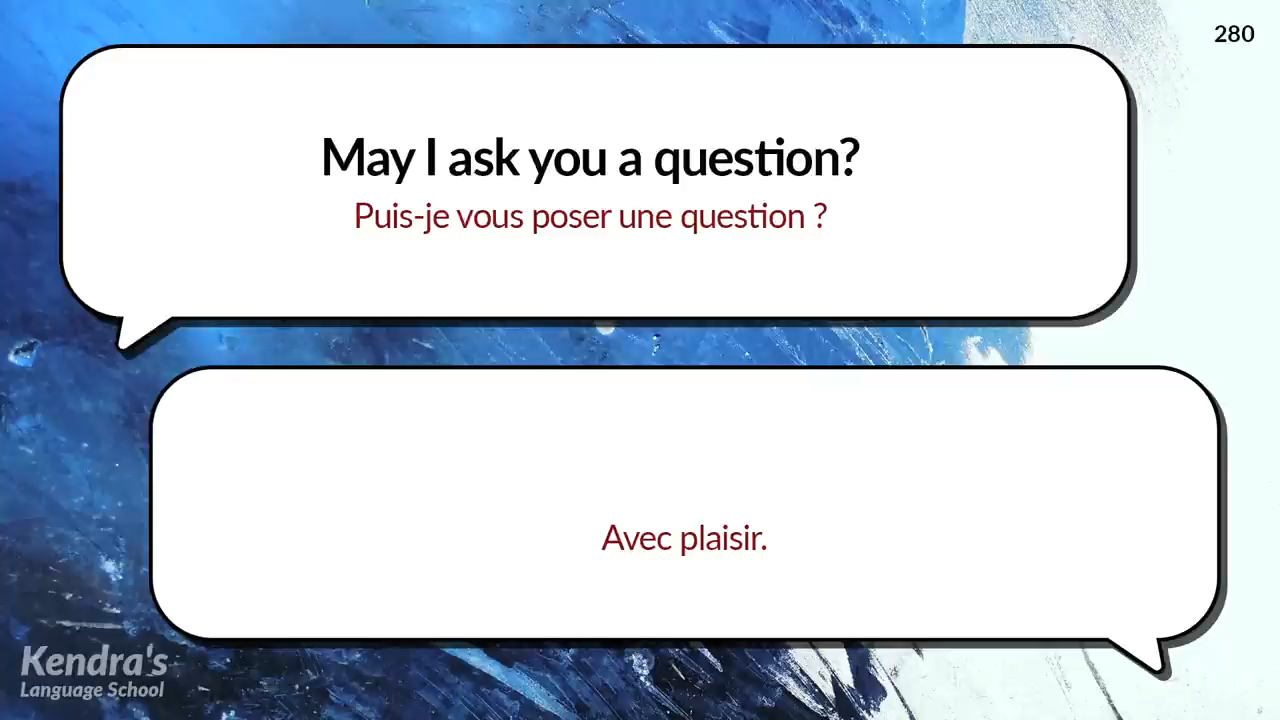 280
May I ask you a question?
Puis-je vous poser une question ?
Avec plaisir.
Kendra's
Language School